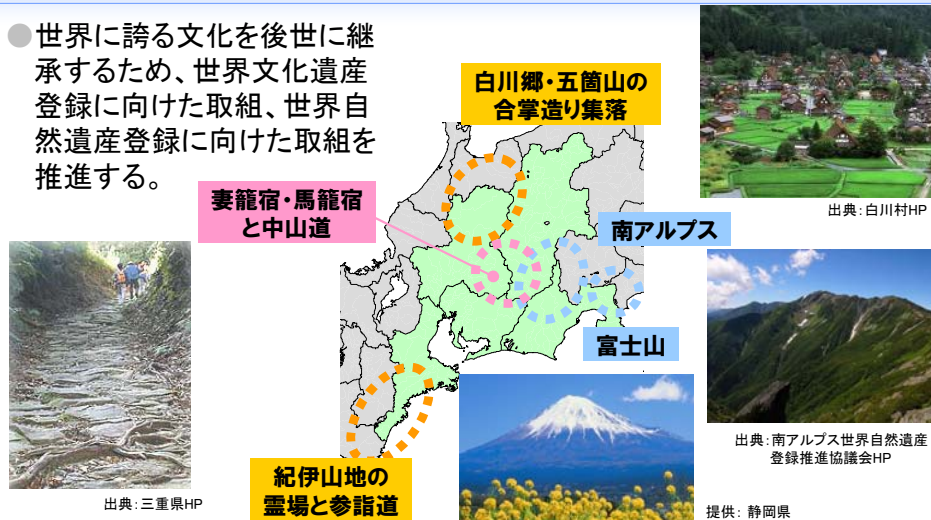 ●世界に誇る文化を後世に継
承するため、世界文化遺産
登録に向けた取組、世界自
然遺産登録に向けた取組を
推進する。
白川郷・五箇山の
合掌造り集落
出典:白川村HP
妻籠宿・馬籠宿
と中山道
南アルプス
富士山
出典:南アルプス世界自然遺産
登録推進協議会HP
紀伊山地の
霊場と参詣道
出典:三重県HP
提供: 静岡県